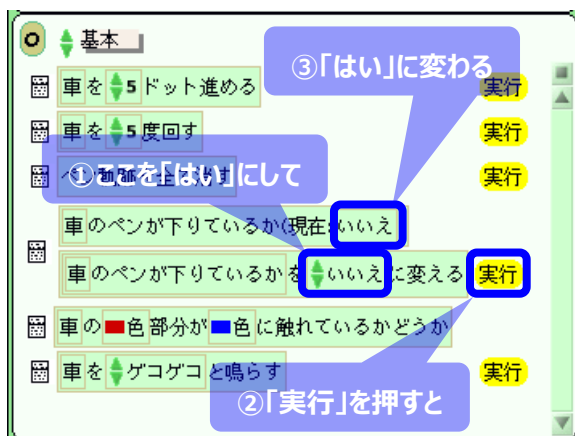 基本
③「はい」に変わる
車を5ドット進める 実行
車を5度回す 実行
①ここを「はい」にして
実行
車のペンが下りているか(現在:いいえ
車のペンが下りているかをいいえに変える 実行
車の色部分が色に触れているかどうか
車をゲコゲコと鳴らす 実行
②「実行」を押すと